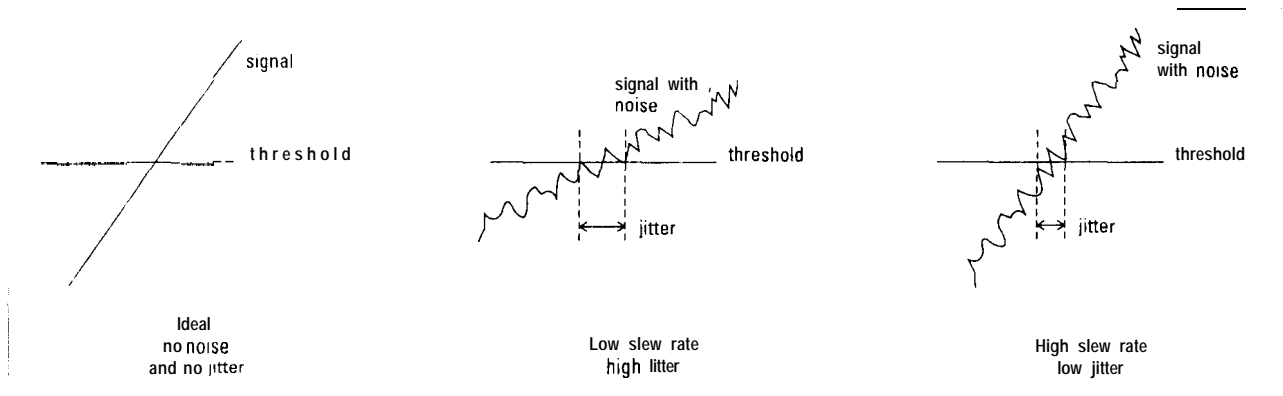 signal
threshold
Ideal
no noise
and no jitter
signal with
noise
threshold
jitter
Low slew rate
high litter
signal
with noise
threshold
jitter
High slew rate
low jitter